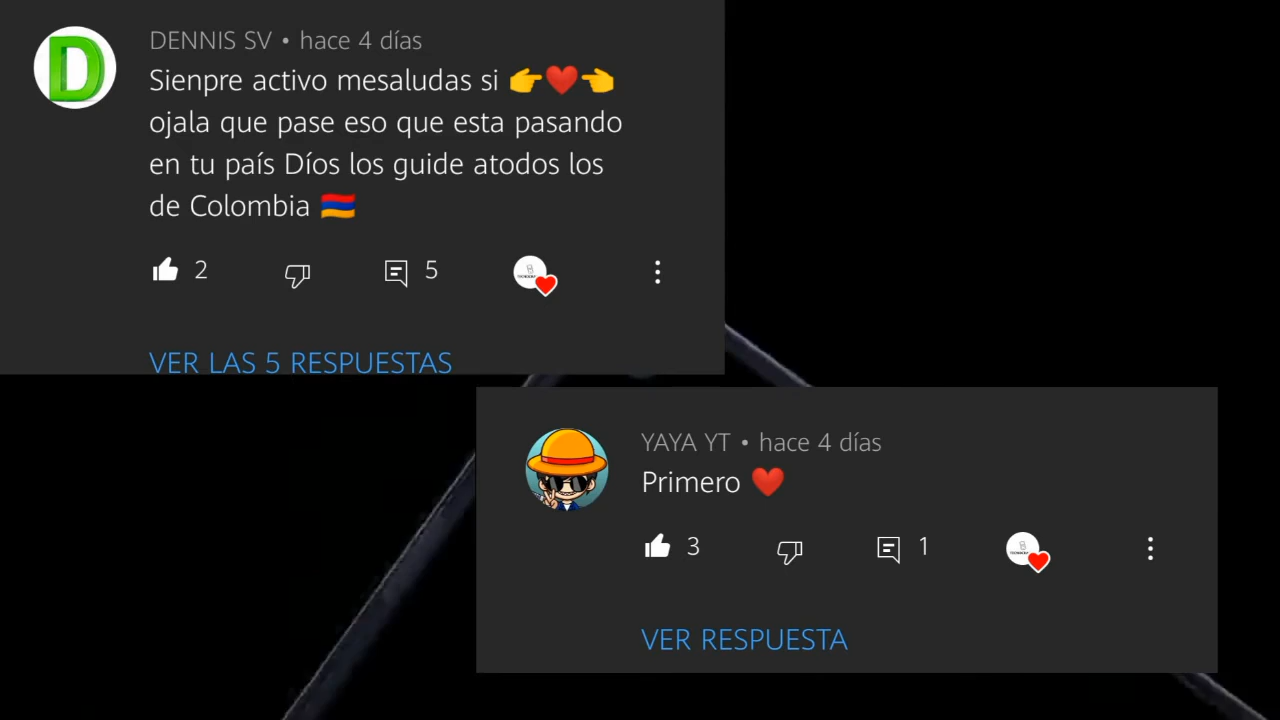 DENNIS SV • hace 4 días
Sienpre activo mesaludas si 👉❤️👈
ojala que pase eso que esta pasando
en tu país Díos los guide atodos los
de Colombia 🇦🇲
2
5
VER LAS 5 RESPUESTAS
YAYA YT • hace 4 días
Primero ❤️
3
1
VER RESPUESTA